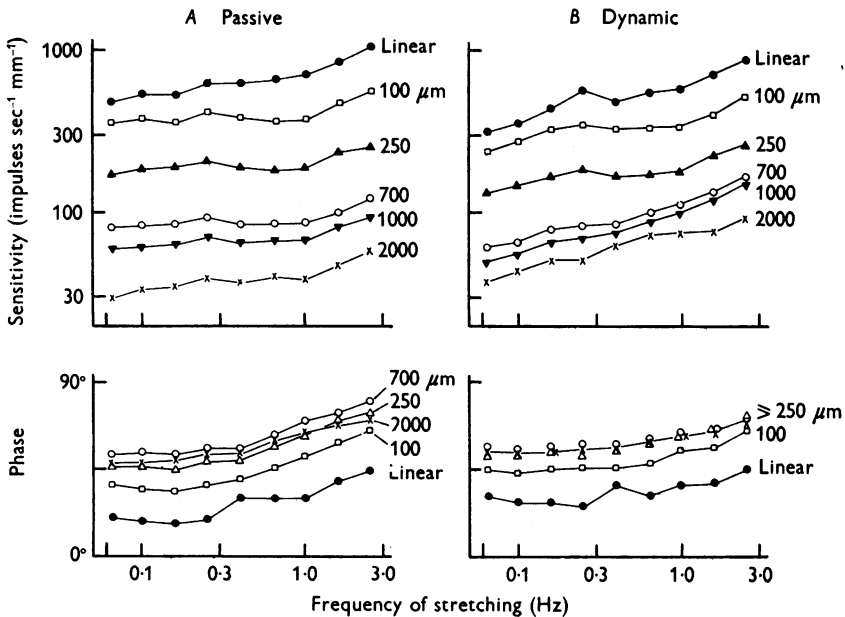 A Passive
B Dynamic
Sensitivity (impulses sec⁻¹ mm⁻¹)
1000
300
100
30
Linear
100 μm
250
700
1000
2000
Linear
100 μm
250
700
1000
2000
Phase
90°
0°
700 μm
250
2000
100
Linear
⩾ 250 μm
100
Linear
0·1
0·3
1·0
3·0
0·1
0·3
1·0
3·0
Frequency of stretching (Hz)